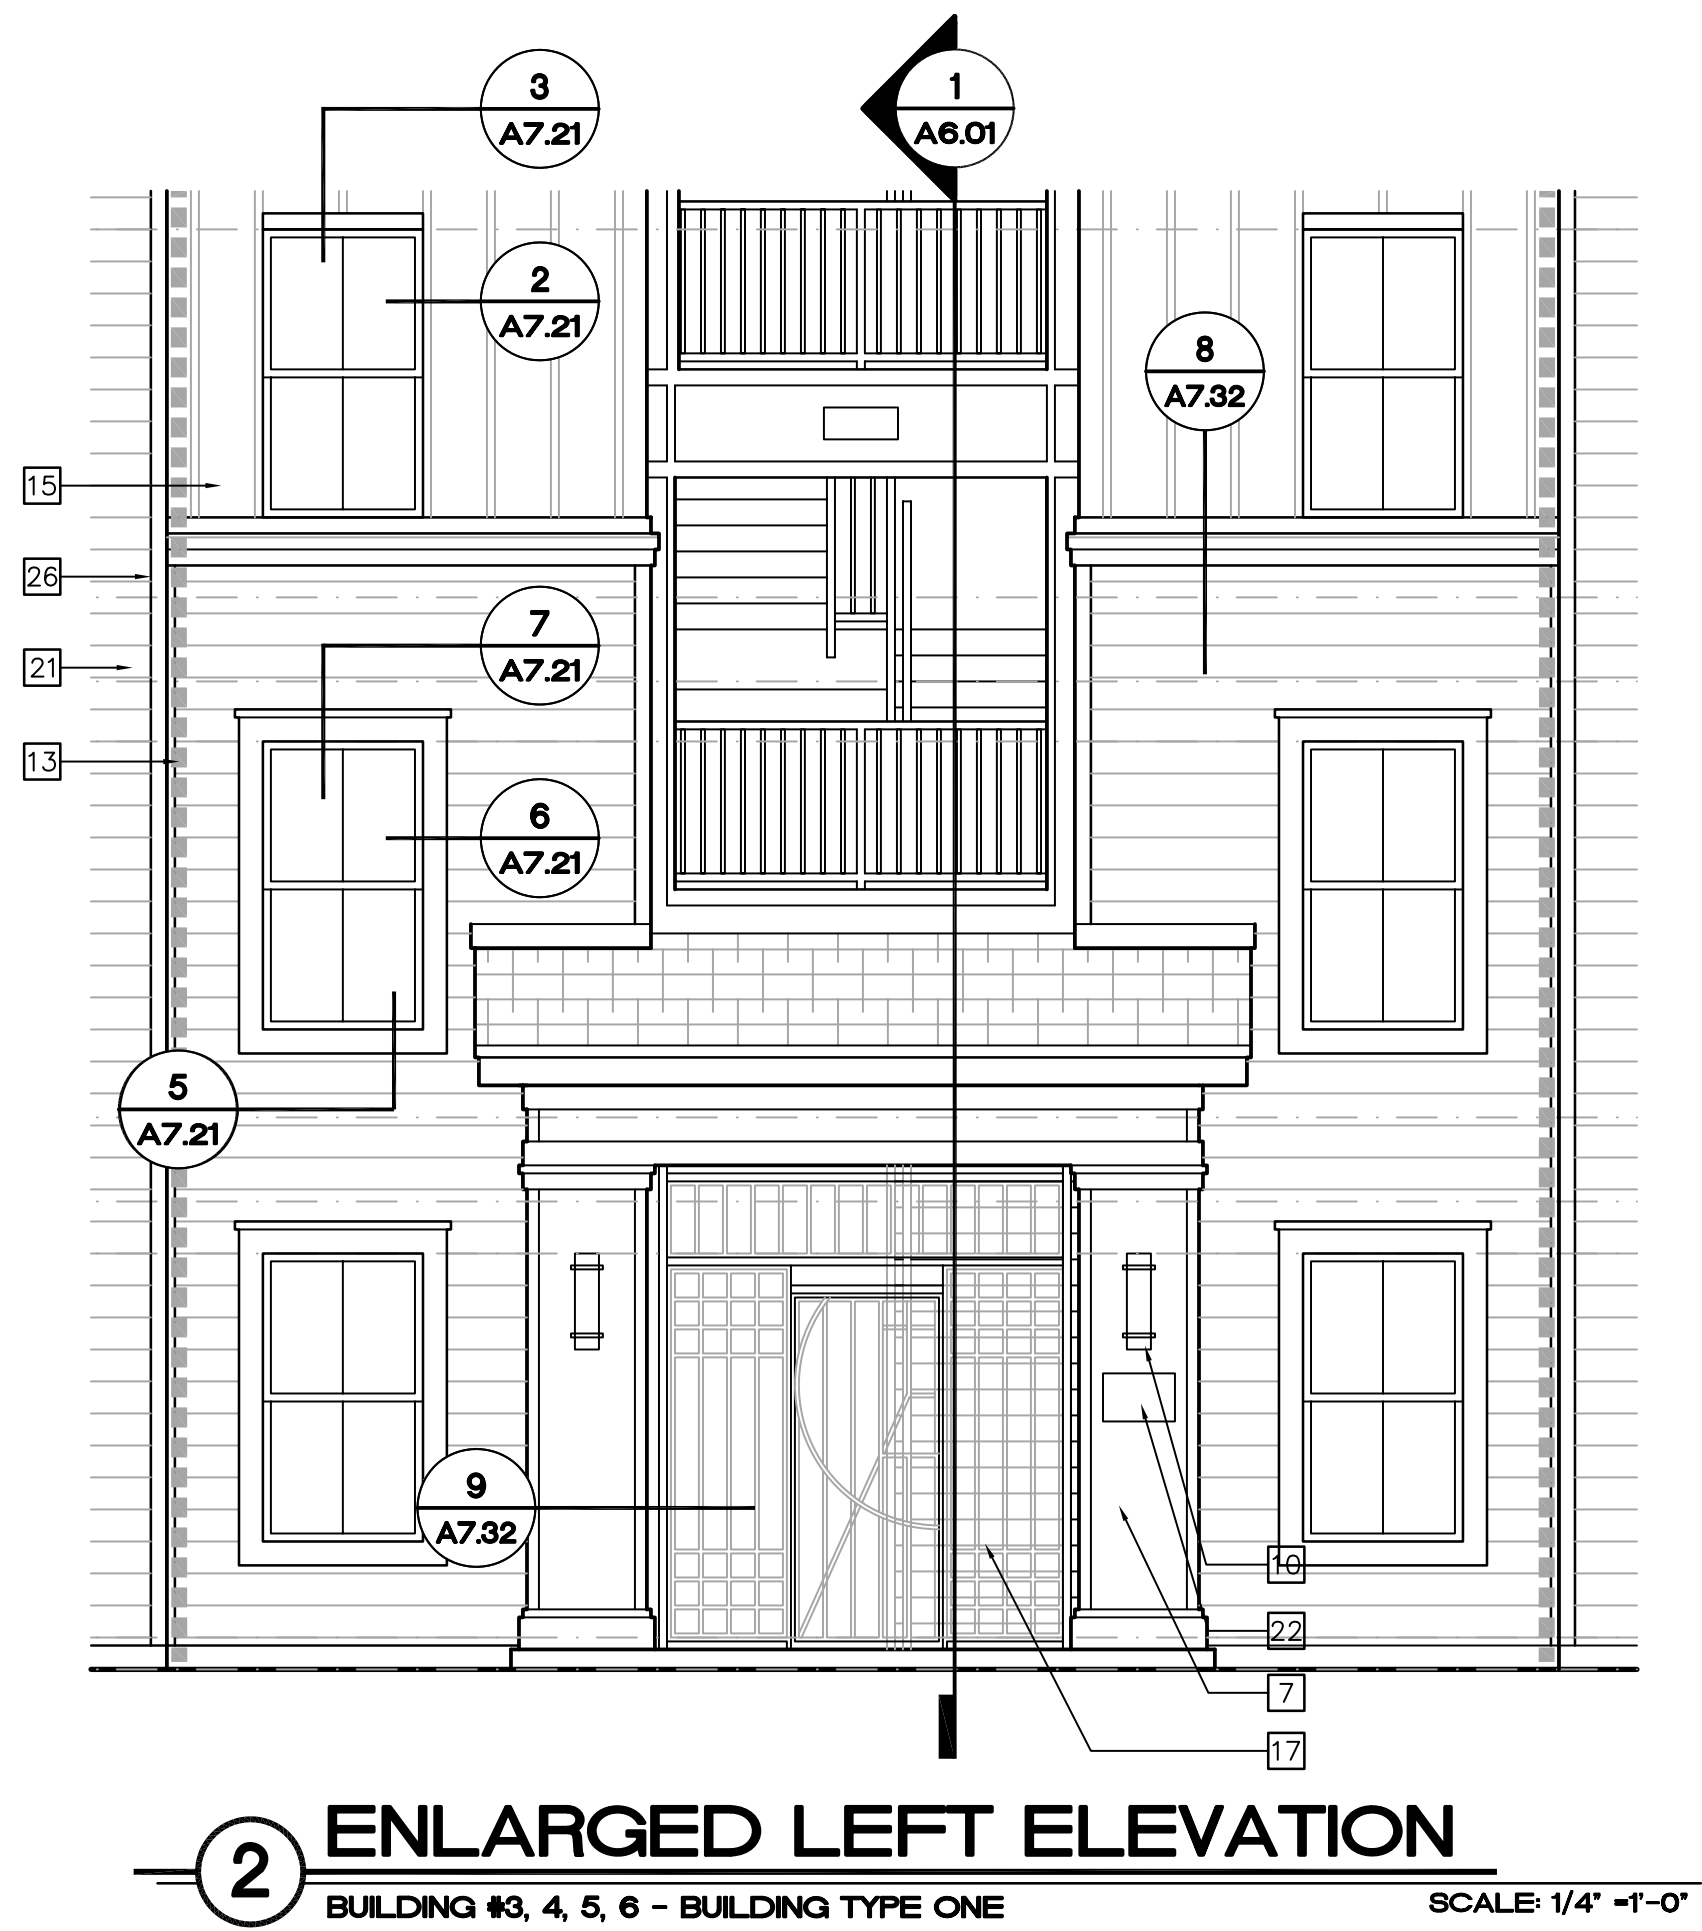 3
A7.21
1
A6.01
2
A7.21
8
A7.32
15
26
7
A7.21
21
13
6
A7.21
5
A7.21
9
A7.32
10
22
7
17
2
ENLARGED LEFT ELEVATION
BUILDING #3, 4, 5, 6 - BUILDING TYPE ONE
SCALE: 1/4" =1'-0"